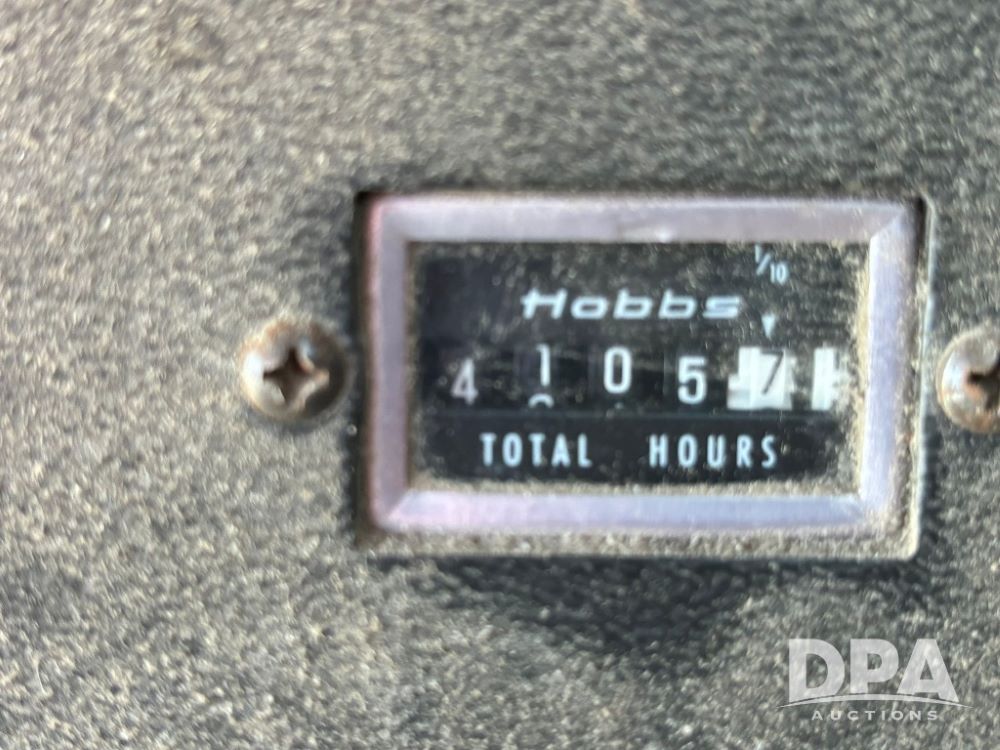 1/10
Hobbs
4 1 0 5 7
TOTAL HOURS
DPA
AUCTIONS